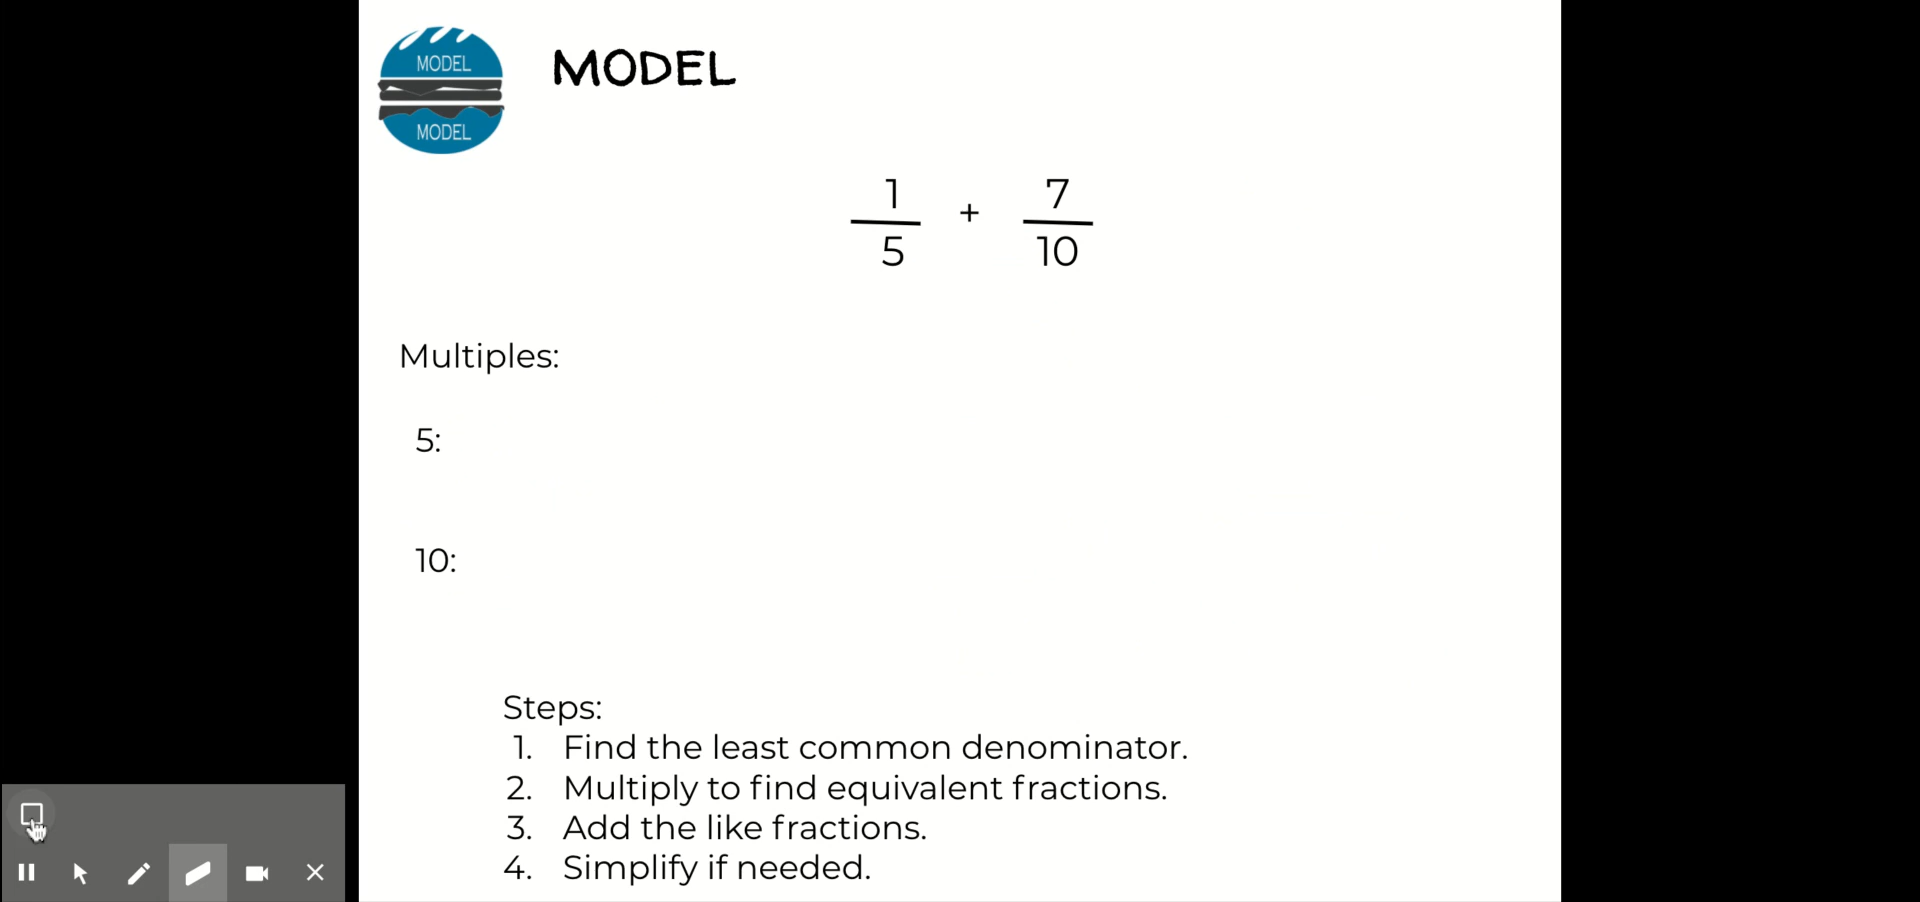 MODEL
MODEL
MODEL
1
5
+
7
10
Multiples:
5:
10:
Steps:
1. Find the least common denominator.
2. Multiply to find equivalent fractions.
3. Add the like fractions.
4. Simplify if needed.